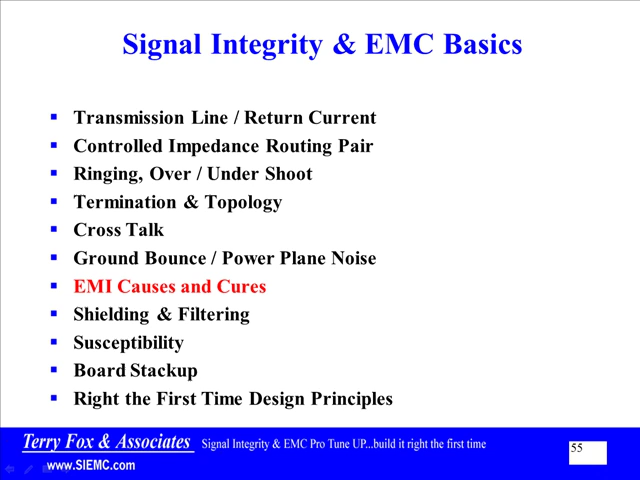 Signal Integrity & EMC Basics
Transmission Line / Return Current
Controlled Impedance Routing Pair
Ringing, Over / Under Shoot
Termination & Topology
Cross Talk
Ground Bounce / Power Plane Noise
EMI Causes and Cures
Shielding & Filtering
Susceptibility
Board Stackup
Right the First Time Design Principles
Terry Fox & Associates Signal Integrity & EMC Pro Tune UP...build it right the first time
55
www.SIEMC.com